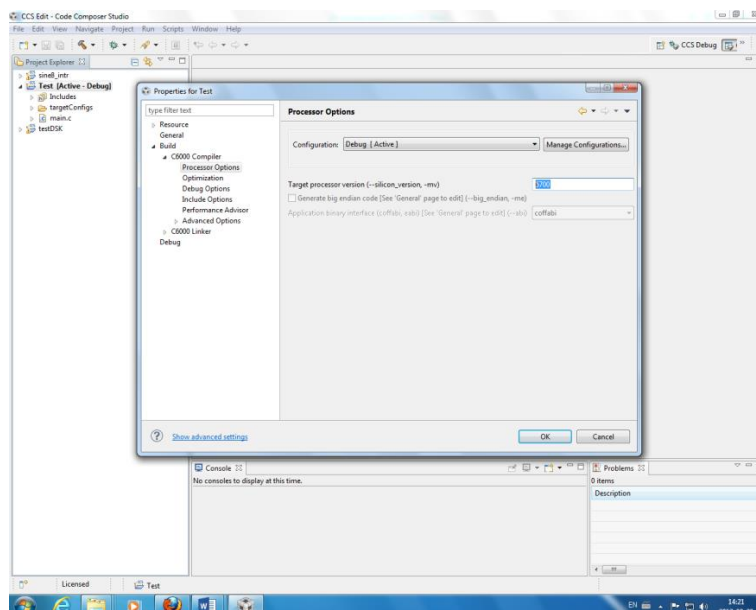 CCS Edit - Code Composer Studio
File Edit View Navigate Project Run Scripts Window Help
CCS Debug
Project Explorer
sine8_intr
Test [Active - Debug]
Includes
targetConfigs
main.c
testDSK
Properties for Test
type filter text
Resource
General
Build
C6000 Compiler
Processor Options
Optimization
Debug Options
Include Options
Performance Advisor
Advanced Options
C6000 Linker
Debug
Processor Options
Configuration: Debug [ Active ] Manage Configurations...
Target processor version (--silicon_version, -mv) 6700
Generate big endian code [See 'General' page to edit] (--big_endian, -me)
Application binary interface (coffabi, eabi) [See 'General' page to edit] (--abi) coffabi
Show advanced settings
OK Cancel
Console
No consoles to display at this time.
Problems
0 items
Description
Licensed
Test
EN
14:21